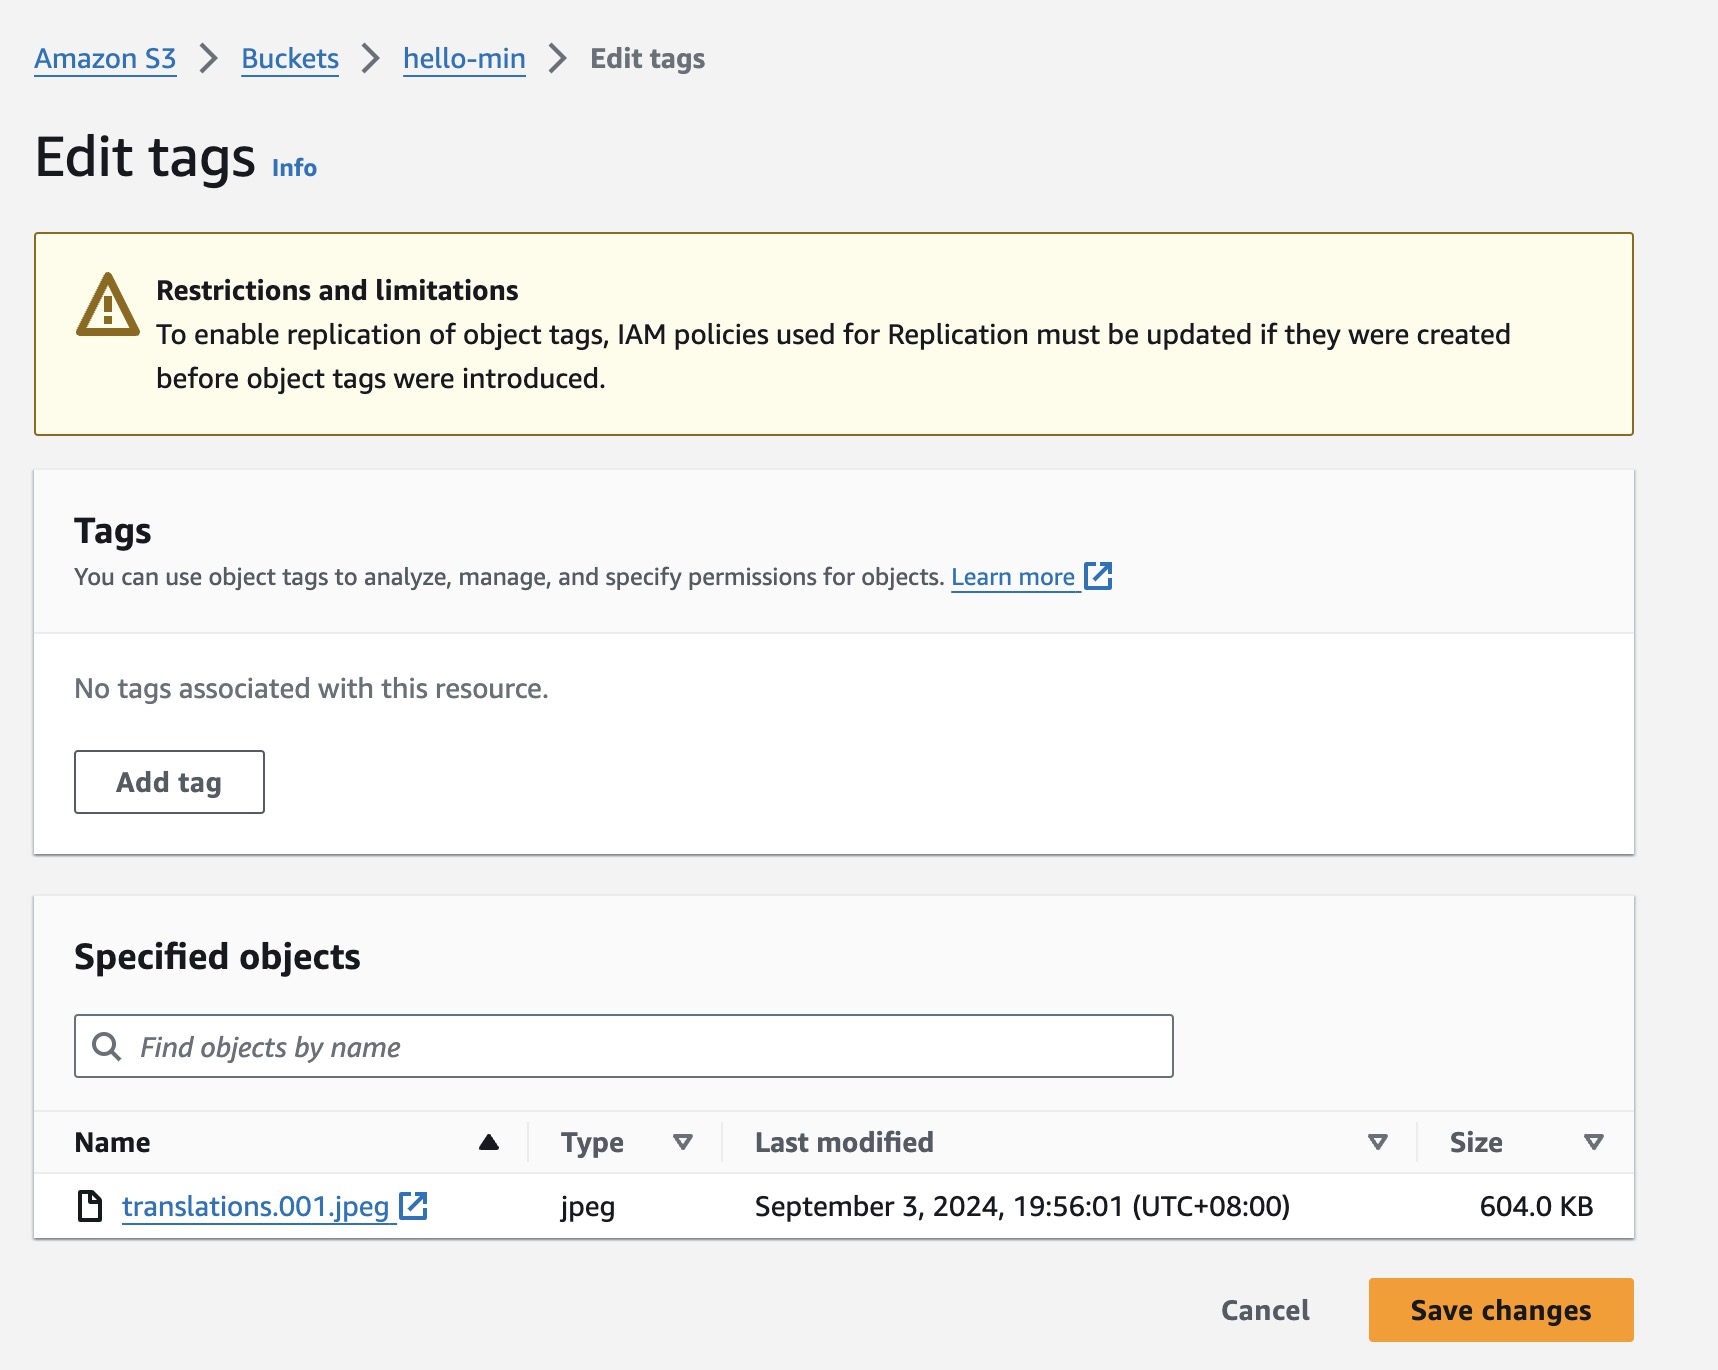 Amazon S3 > Buckets > hello-min > Edit tags
Edit tags Info
Restrictions and limitations
To enable replication of object tags, IAM policies used for Replication must be updated if they were created
before object tags were introduced.
Tags
You can use object tags to analyze, manage, and specify permissions for objects. Learn more
No tags associated with this resource.
Add tag
Specified objects
Find objects by name
Name Type Last modified Size
translations.001.jpeg jpeg September 3, 2024, 19:56:01 (UTC+08:00) 604.0 KB
Cancel Save changes